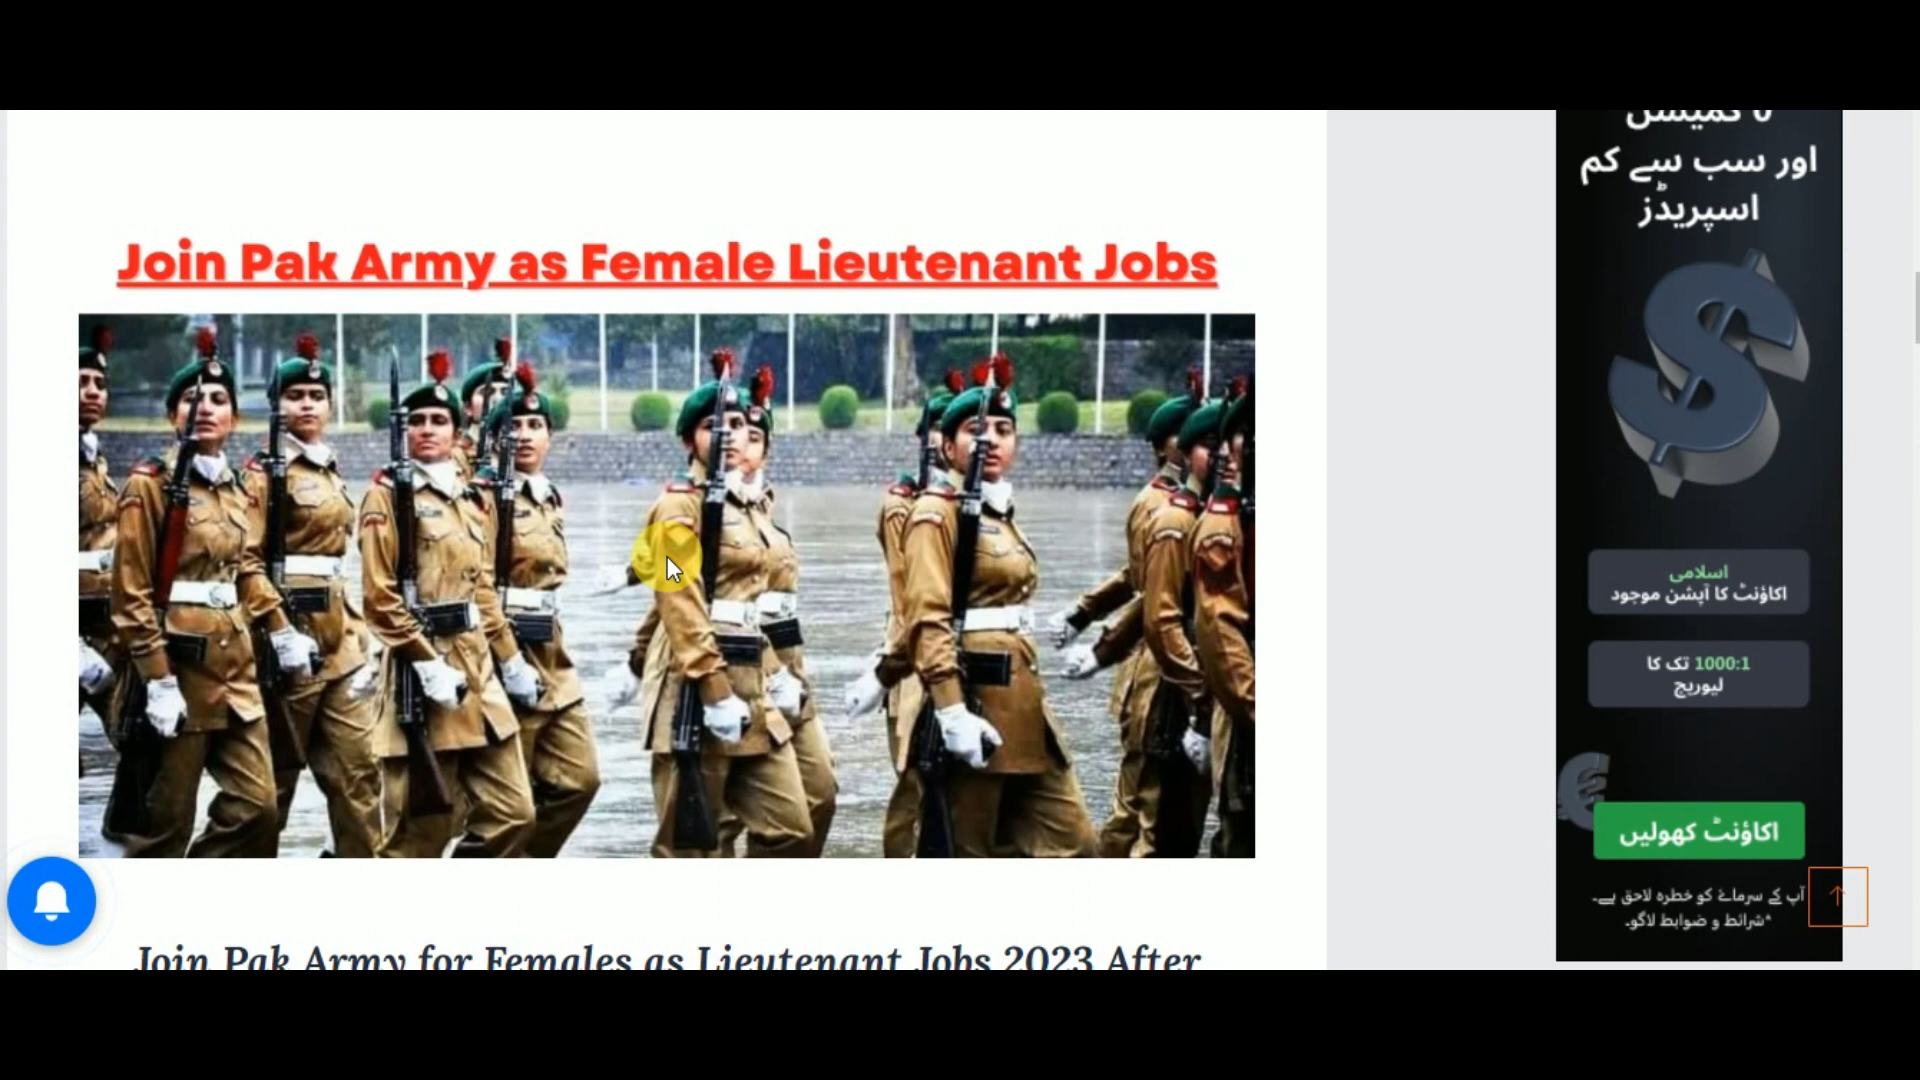 Join Pak Army as Female Lieutenant Jobs
Join Pak Army for Females as Lieutenant Jobs 2023 After
0 کمیشن
اور سب سے کم
اسپریڈز
اسلامی
اکاؤنٹ کا آپشن موجود
1000:1 تک کا
لیوریج
اکاؤنٹ کھولیں
آپ کے سرمائے کو خطرہ لاحق ہے۔
*شرائط و ضوابط لاگو۔